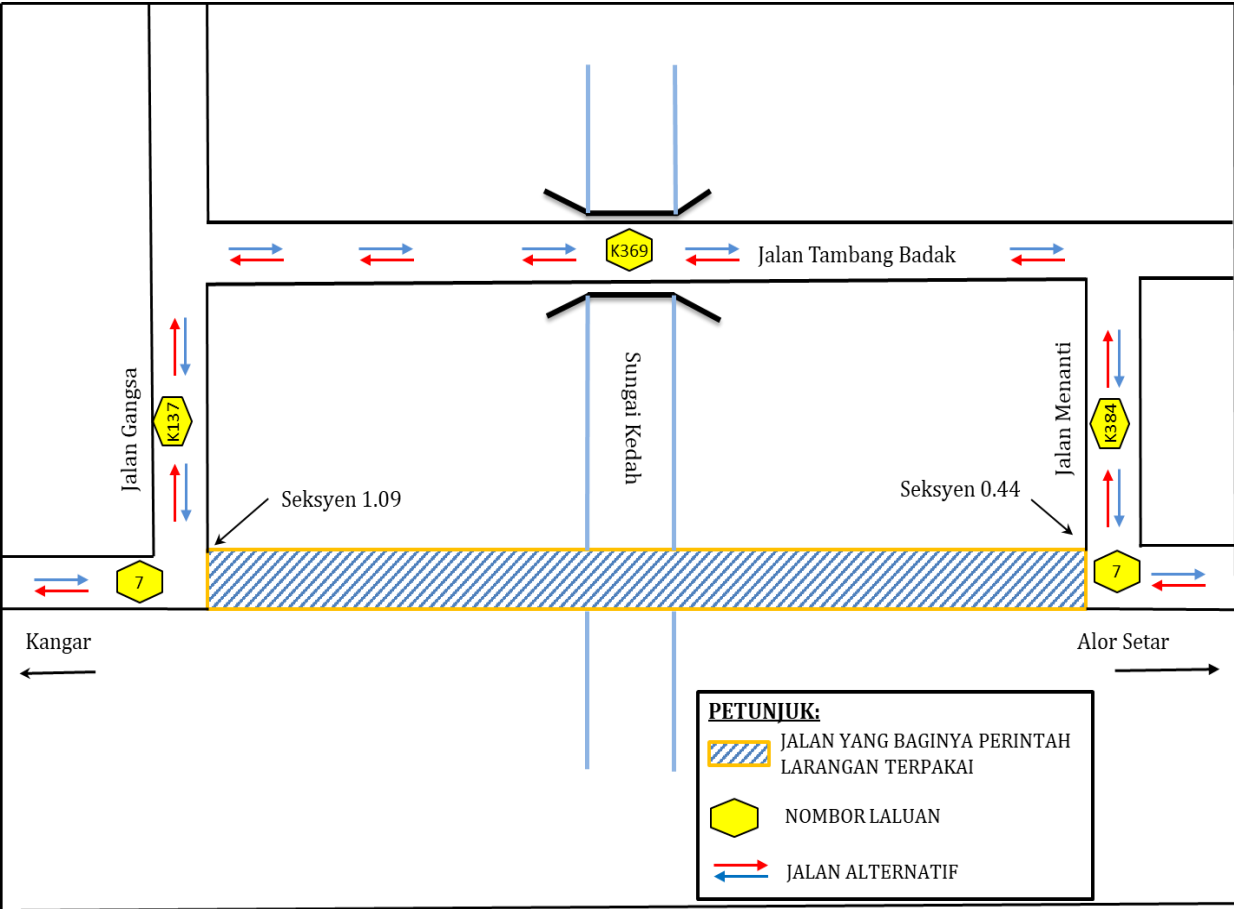 K369
Jalan Tambang Badak
Jalan Gangsa
K137
Sungai Kedah
Jalan Menanti
K384
Seksyen 1.09
Seksyen 0.44
7
7
Kangar
Alor Setar
PETUNJUK:
JALAN YANG BAGINYA PERINTAH
LARANGAN TERPAKAI
NOMBOR LALUAN
JALAN ALTERNATIF